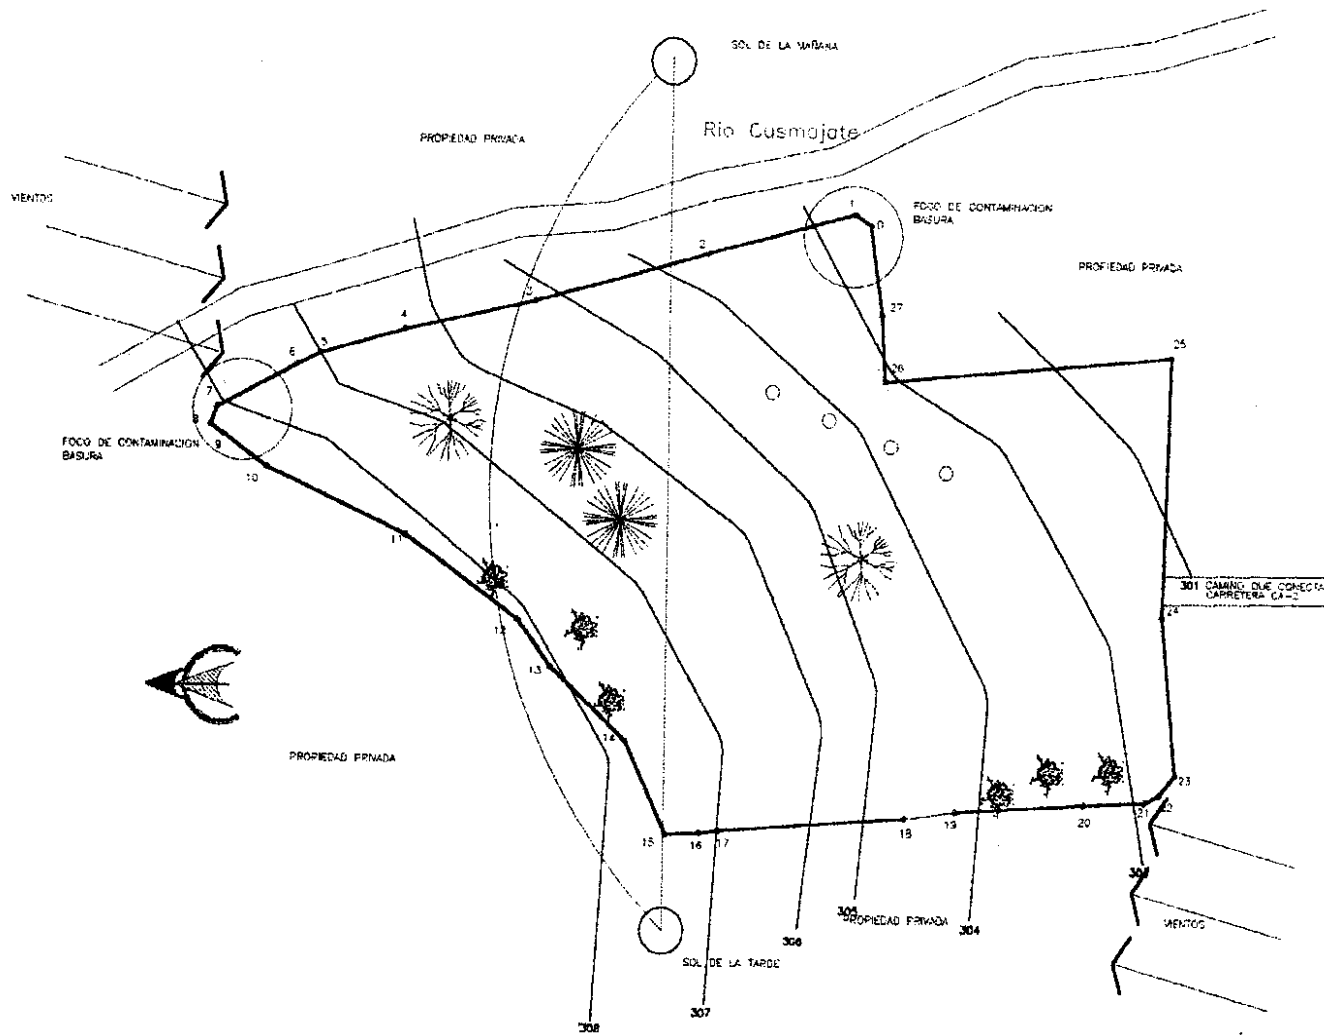 SOL DE LA MAÑANA
Rio Cusmajate
PROPIEDAD PRIVADA
VIENTOS
FOCO DE CONTAMINACION
BASURA
PROPIEDAD PRIVADA
1
0
2
3
4
5
6
7
8
9
10
27
26
25
FOCO DE CONTAMINACION
BASURA
11
12
13
14
301 CAMINO QUE CONECTA
CARRETERA CA-2
24
PROPIEDAD PRIVADA
15
16
17
18
19
20
21
22
23
302
305
PROPIEDAD PRIVADA
304
VIENTOS
306
SOL DE LA TARDE
307
308